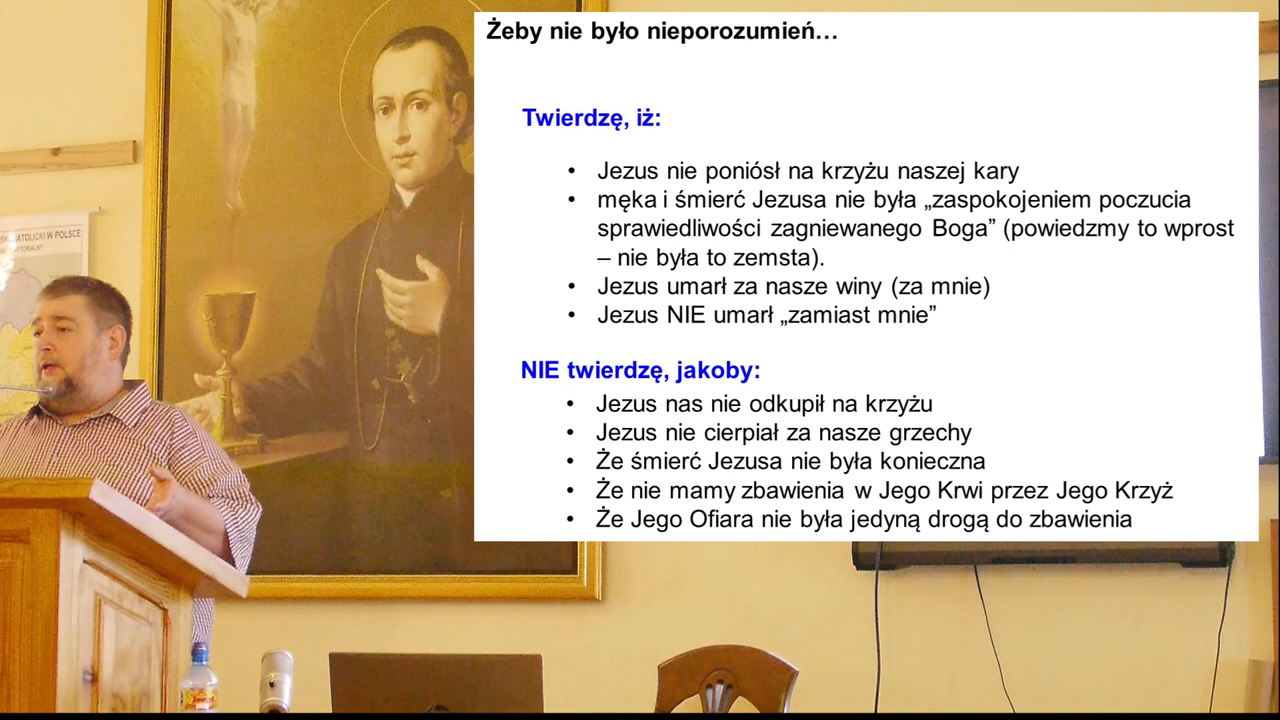 Żeby nie było nieporozumień…
Twierdzę, iż:
• Jezus nie poniósł na krzyżu naszej kary
• męka i śmierć Jezusa nie była „zaspokojeniem poczucia
sprawiedliwości zagniewanego Boga” (powiedzmy to wprost
– nie była to zemsta).
• Jezus umarł za nasze winy (za mnie)
• Jezus NIE umarł „zamiast mnie”
NIE twierdzę, jakoby:
• Jezus nas nie odkupił na krzyżu
• Jezus nie cierpiał za nasze grzechy
• Że śmierć Jezusa nie była konieczna
• Że nie mamy zbawienia w Jego Krwi przez Jego Krzyż
• Że Jego Ofiara nie była jedyną drogą do zbawienia
ATOLICKI W POLSCE